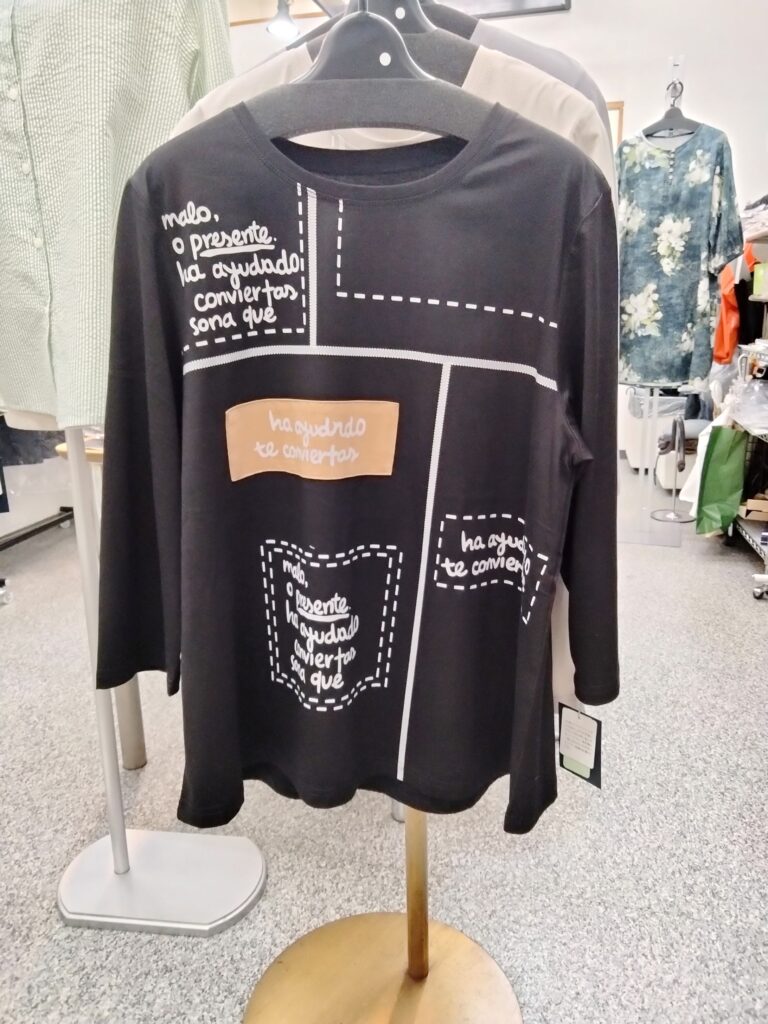 malo,
o presente.
ha ayudado
conviertas
sona que
ha ayudado
te conviertas
ha ayud
te convier
malo,
o presente.
ha ayudado
onviertas
sona que